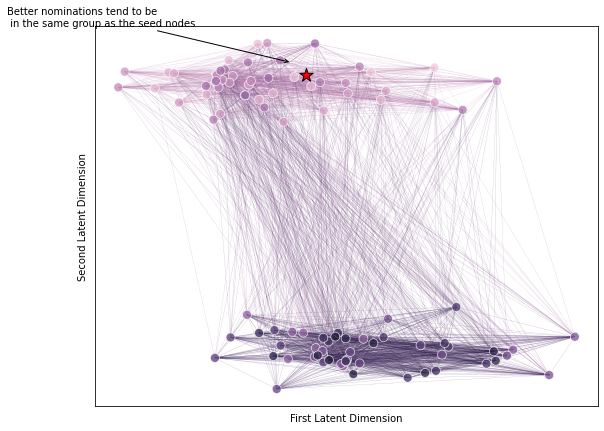 Better nominations tend to be
in the same group as the seed nodes
Second Latent Dimension
First Latent Dimension